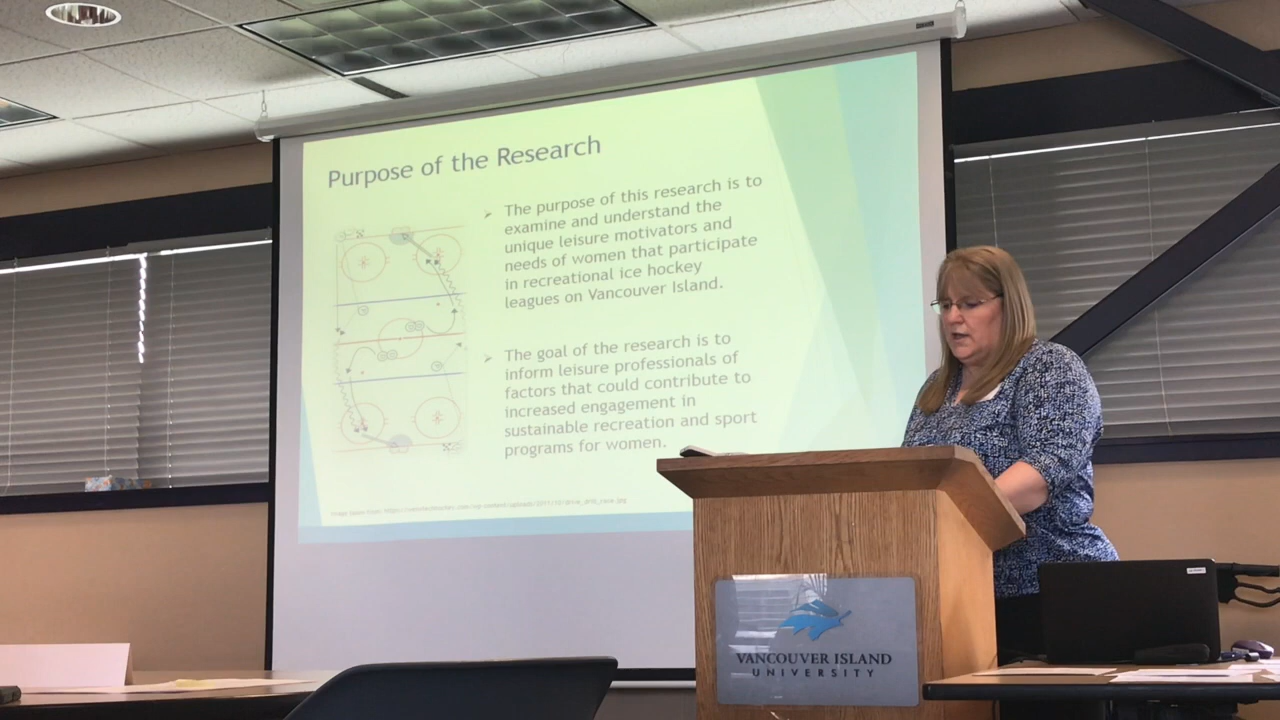 Purpose of the Research
The purpose of this research is to
examine and understand the
unique leisure motivators and
needs of women that participate
in recreational ice hockey
leagues on Vancouver Island.
The goal of the research is to
inform leisure professionals of
factors that could contribute to
increased engagement in
sustainable recreation and sport
programs for women.
VANCOUVER ISLAND
UNIVERSITY